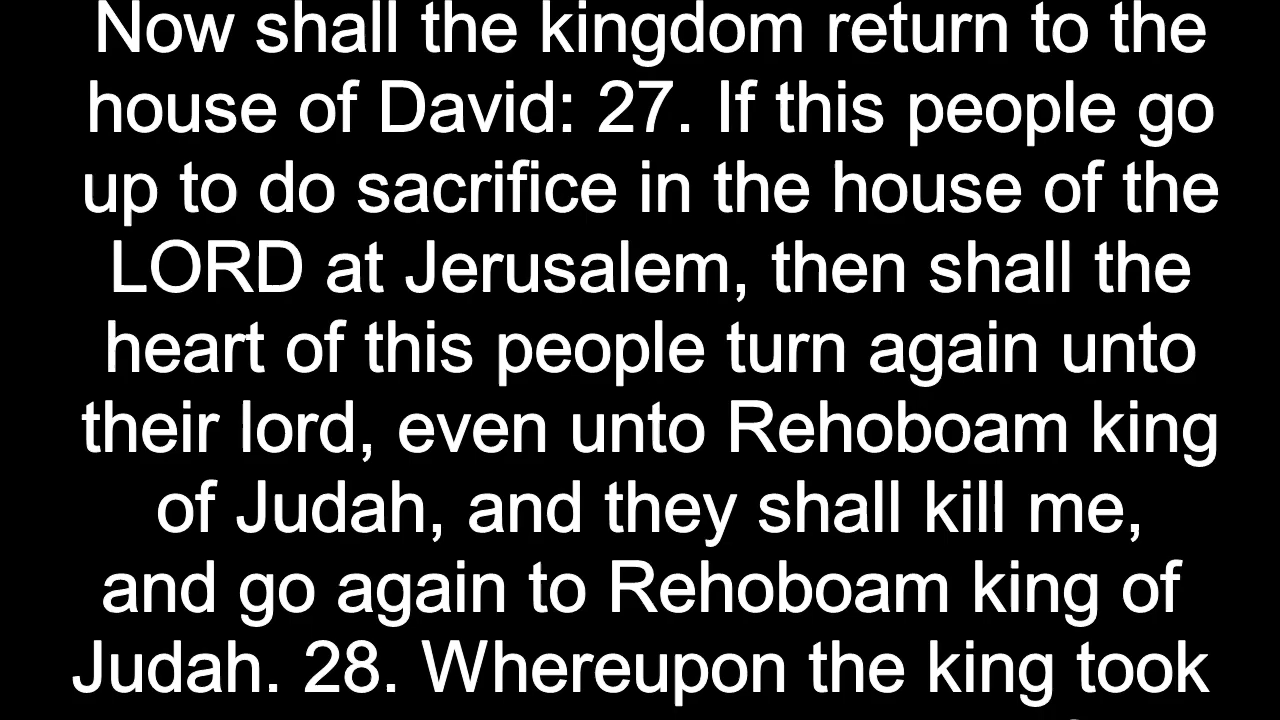 Now shall the kingdom return to the
house of David: 27. If this people go
up to do sacrifice in the house of the
LORD at Jerusalem, then shall the
heart of this people turn again unto
their lord, even unto Rehoboam king
of Judah, and they shall kill me,
and go again to Rehoboam king of
Judah. 28. Whereupon the king took